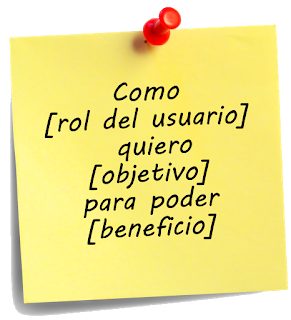 Como
[rol del usuario]
quiero
[objetivo]
para poder
[beneficio]